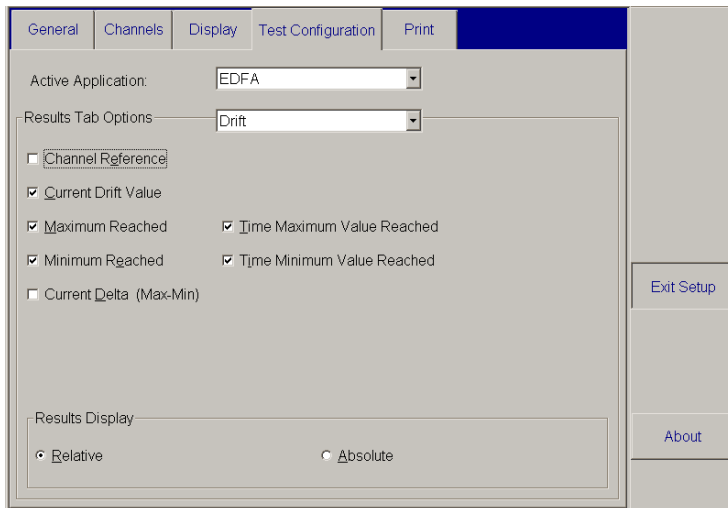 General Channels Display Test Configuration Print
Active Application: EDFA
Results Tab Options Drift
Channel Reference
Current Drift Value
Maximum Reached Time Maximum Value Reached
Minimum Reached Time Minimum Value Reached
Current Delta (Max-Min)
Results Display
Relative Absolute
Exit Setup
About